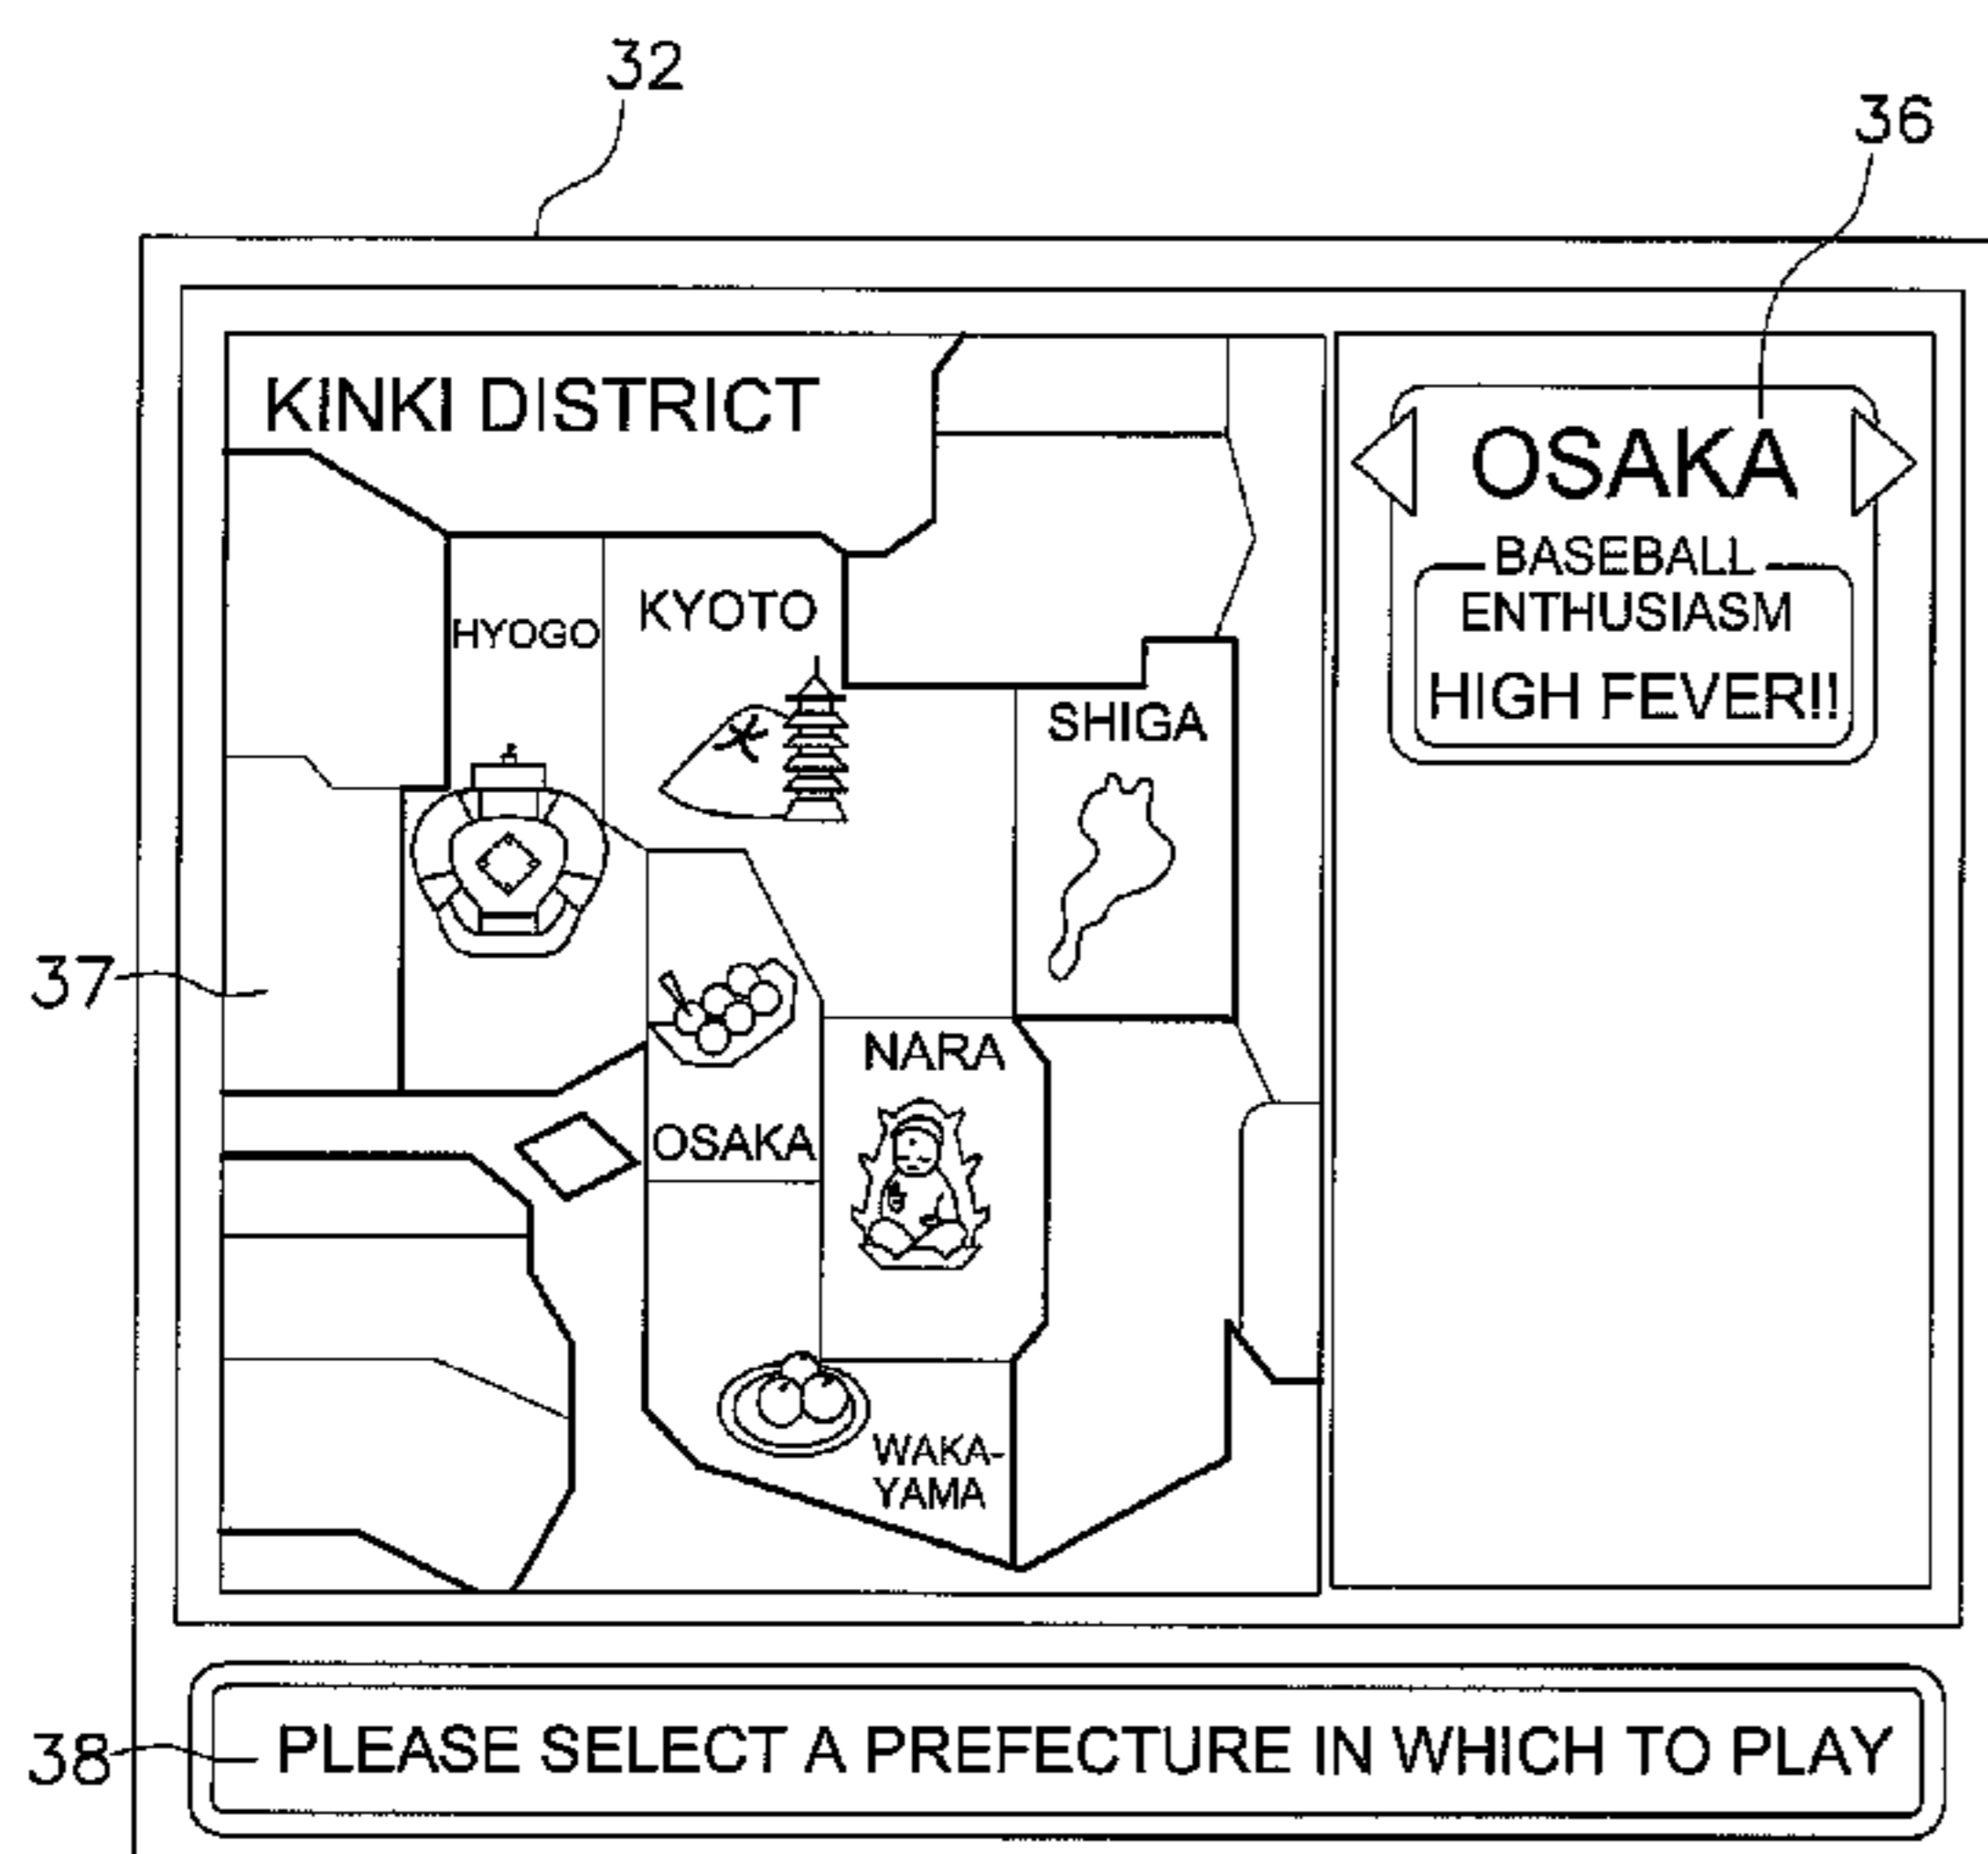 32
36
KINKI DISTRICT
OSAKA
BASEBALL
ENTHUSIASM
HIGH FEVER!!
HYOGO
KYOTO
大
SHIGA
37
NARA
OSAKA
WAKA-
YAMA
38
PLEASE SELECT A PREFECTURE IN WHICH TO PLAY